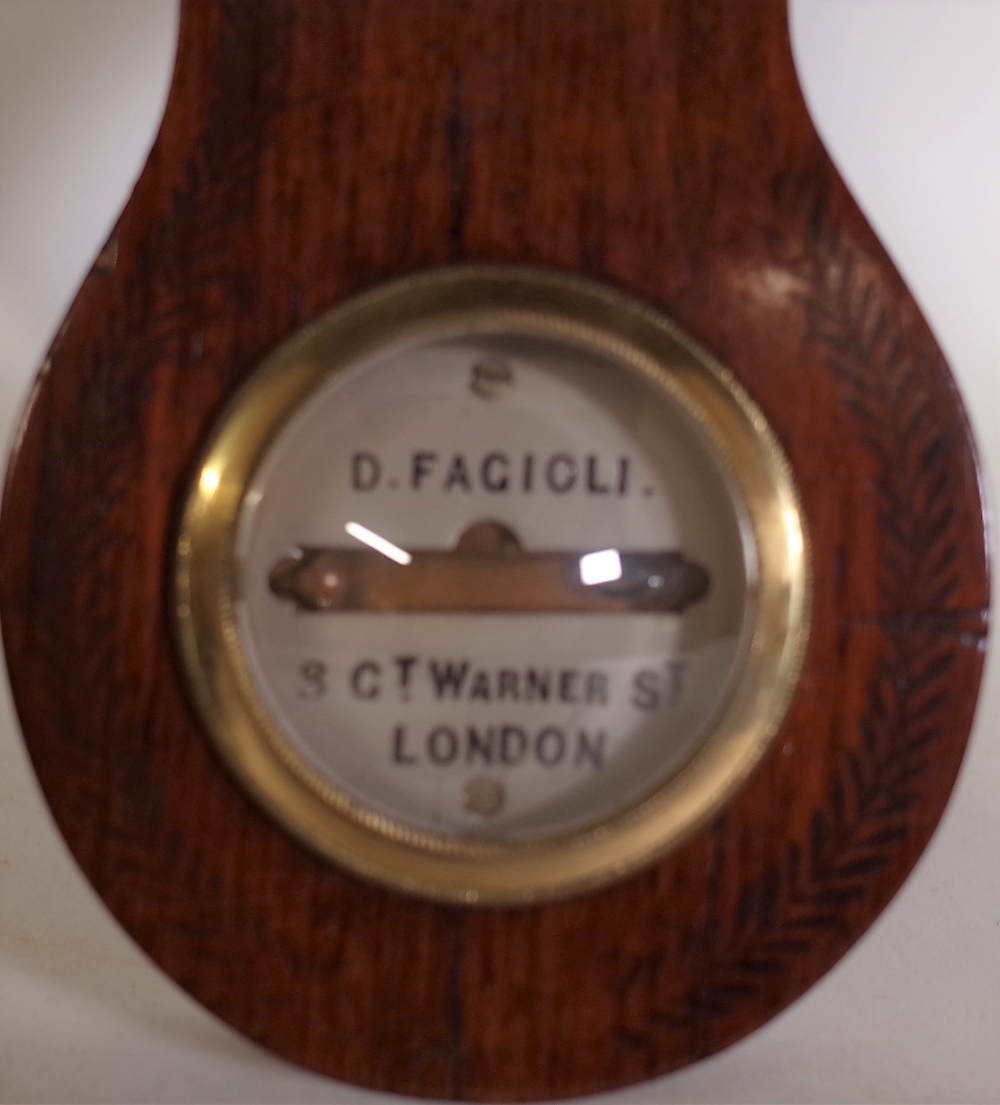 D. FAGIOLI.
3 GT WARNER ST
LONDON